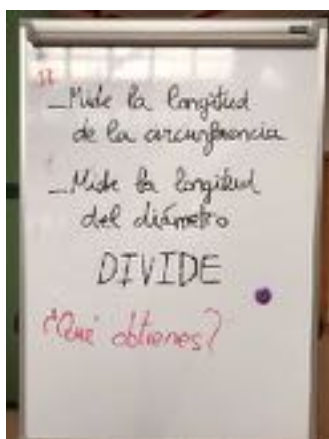 _Mide la longitud
de la circunferencia
_Mide la longitud
del diámetro
DIVIDE
¿Qué obtienes?